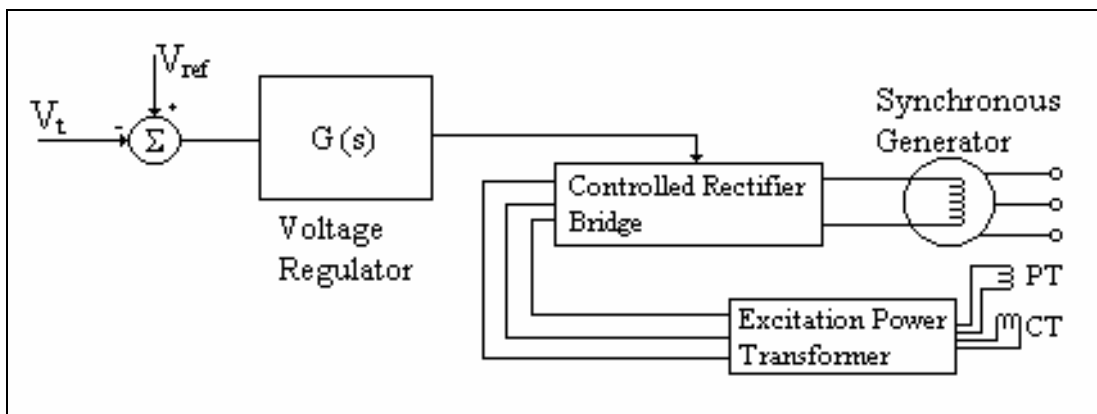 V_ref
V_t
+
-
Σ
G(s)
Voltage
Regulator
Controlled Rectifier
Bridge
Synchronous
Generator
Excitation Power
Transformer
PT
CT